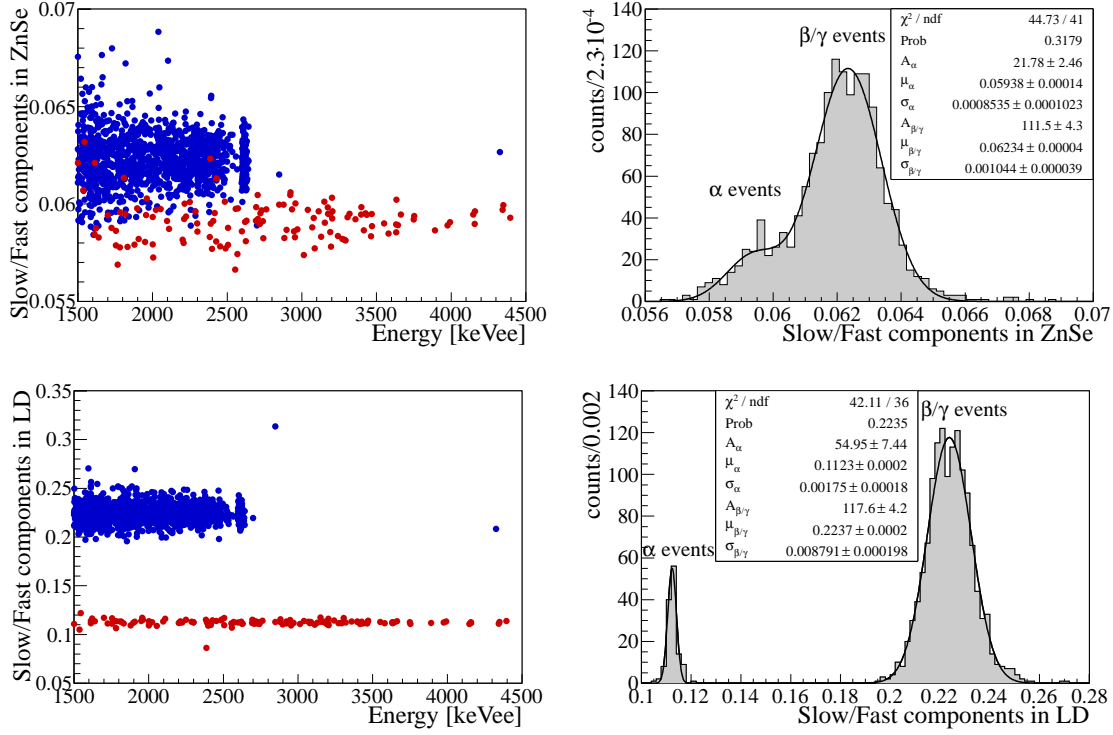 Slow/Fast components in ZnSe
0.07
0.065
0.06
0.055
1500 2000 2500 3000 3500 4000 4500
Energy [keVee]
counts/2.3·10⁻⁴
140
120
100
80
60
40
20
0
β/γ events
α events
χ² / ndf 44.73 / 41
Prob 0.3179
A_α 21.78 ± 2.46
μ_α 0.05938 ± 0.00014
σ_α 0.0008535 ± 0.0001023
A_β/γ 111.5 ± 4.3
μ_β/γ 0.06234 ± 0.00004
σ_β/γ 0.001044 ± 0.000039
0.056 0.058 0.06 0.062 0.064 0.066 0.068 0.07
Slow/Fast components in ZnSe
Slow/Fast components in LD
0.35
0.3
0.25
0.2
0.15
0.1
0.05
1500 2000 2500 3000 3500 4000 4500
Energy [keVee]
counts/0.002
140
120
100
80
60
40
20
0
χ² / ndf 42.11 / 36
Prob 0.2235
A_α 54.95 ± 7.44
μ_α 0.1123 ± 0.0002
σ_α 0.00175 ± 0.00018
A_β/γ 117.6 ± 4.2
μ_β/γ 0.2237 ± 0.0002
σ_β/γ 0.008791 ± 0.000198
β/γ events
α events
0.1 0.12 0.14 0.16 0.18 0.2 0.22 0.24 0.26 0.28
Slow/Fast components in LD